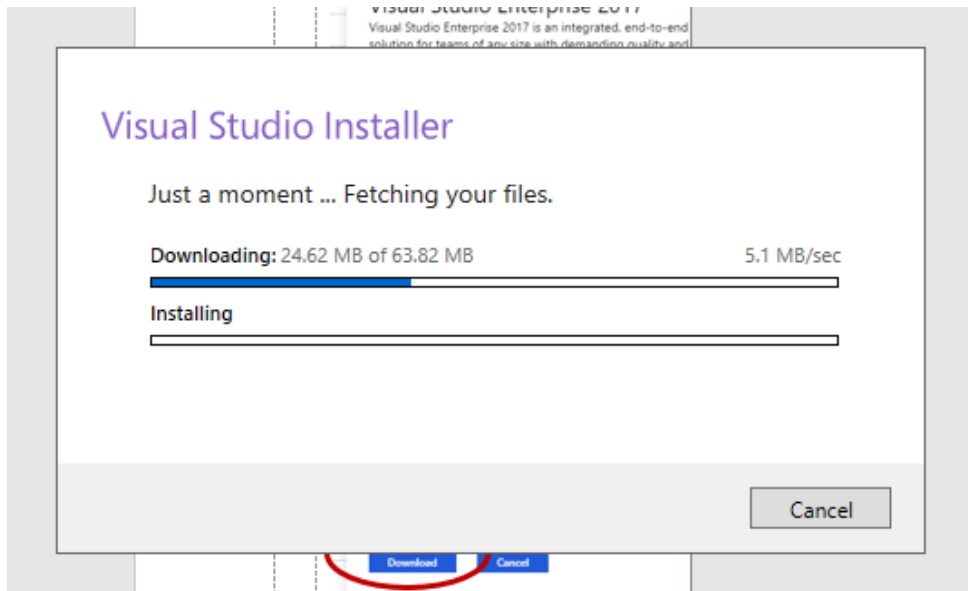 Visual Studio Enterprise 2017
Visual Studio Enterprise 2017 is an integrated, end-to-end
solution for teams of any size with demanding quality and
Visual Studio Installer
Just a moment ... Fetching your files.
Downloading: 24.62 MB of 63.82 MB 5.1 MB/sec
Installing
Cancel
Download Cancel